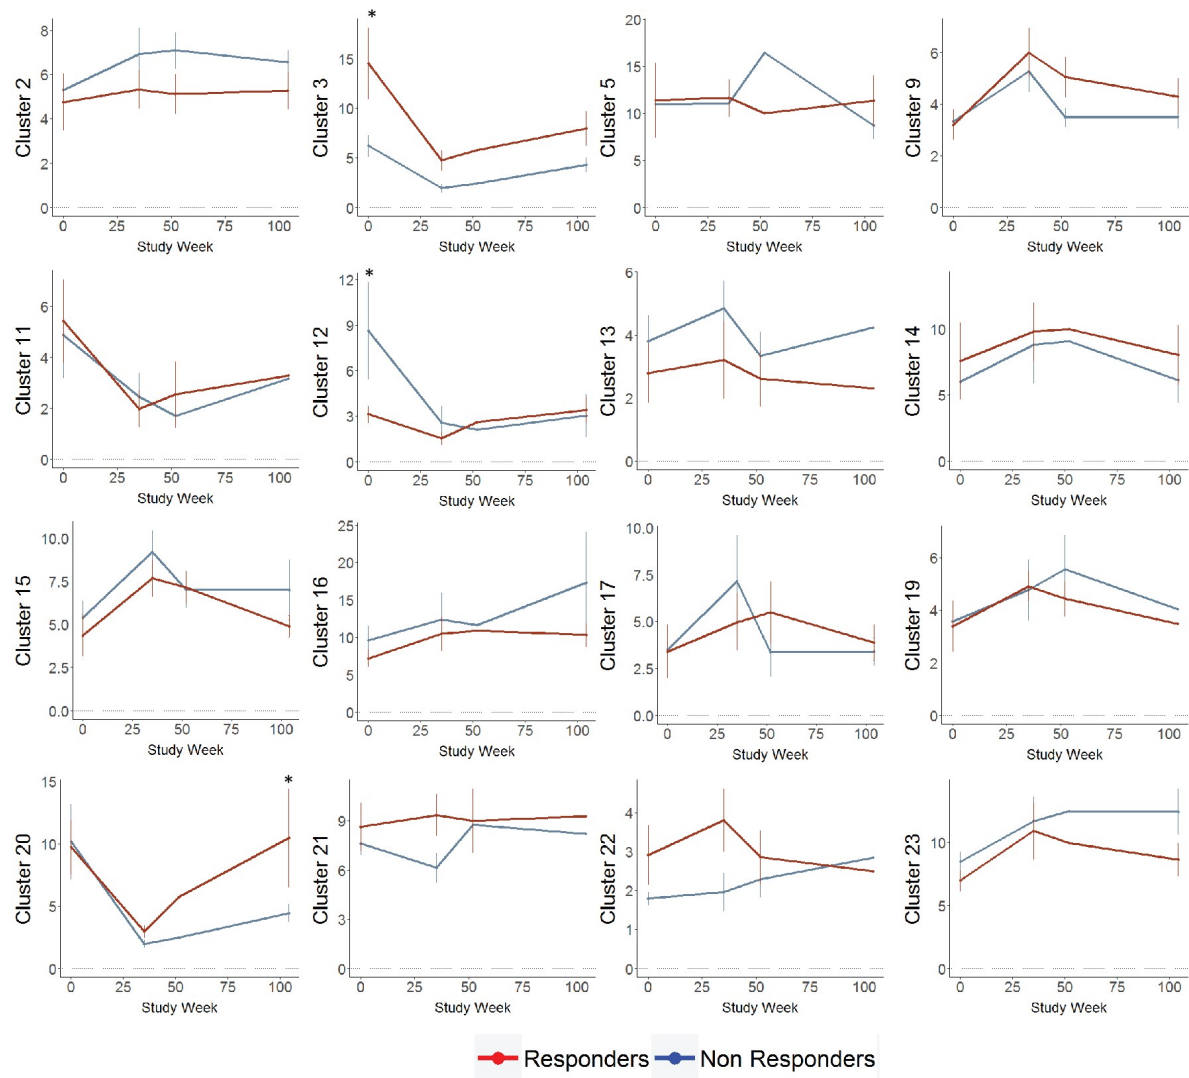 *
8
6
4
2
0
Cluster 2
0 25 50 75 100
Study Week
15
10
5
0
Cluster 3
0 25 50 75 100
Study Week
20
15
10
5
0
Cluster 5
0 25 50 75 100
Study Week
6
4
2
0
Cluster 9
0 25 50 75 100
Study Week
6
4
2
0
Cluster 11
0 25 50 75 100
Study Week
*
12
9
6
3
0
Cluster 12
0 25 50 75 100
Study Week
6
4
2
0
Cluster 13
0 25 50 75 100
Study Week
10
5
0
Cluster 14
0 25 50 75 100
Study Week
10.0
7.5
5.0
2.5
0.0
Cluster 15
0 25 50 75 100
Study Week
25
20
15
10
5
0
Cluster 16
0 25 50 75 100
Study Week
10.0
7.5
5.0
2.5
0.0
Cluster 17
0 25 50 75 100
Study Week
6
4
2
0
Cluster 19
0 25 50 75 100
Study Week
*
15
10
5
0
Cluster 20
0 25 50 75 100
Study Week
9
6
3
0
Cluster 21
0 25 50 75 100
Study Week
4
3
2
1
0
Cluster 22
0 25 50 75 100
Study Week
10
5
0
Cluster 23
0 25 50 75 100
Study Week
Responders Non Responders